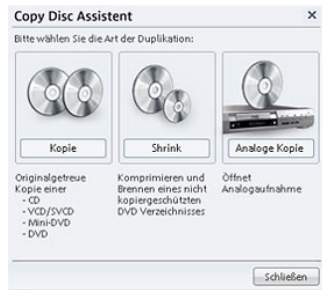 Copy Disc Assistent
Bitte wählen Sie die Art der Duplikation:
Kopie
Shrink
Analoge Kopie
Originalgetreue
Kopie einer
- CD
- VCD/SVCD
- Mini-DVD
- DVD
Komprimieren und
Brennen eines nicht
kopiergeschützten
DVD Verzeichnisses
Öffnet
Analogaufnahme
Schließen